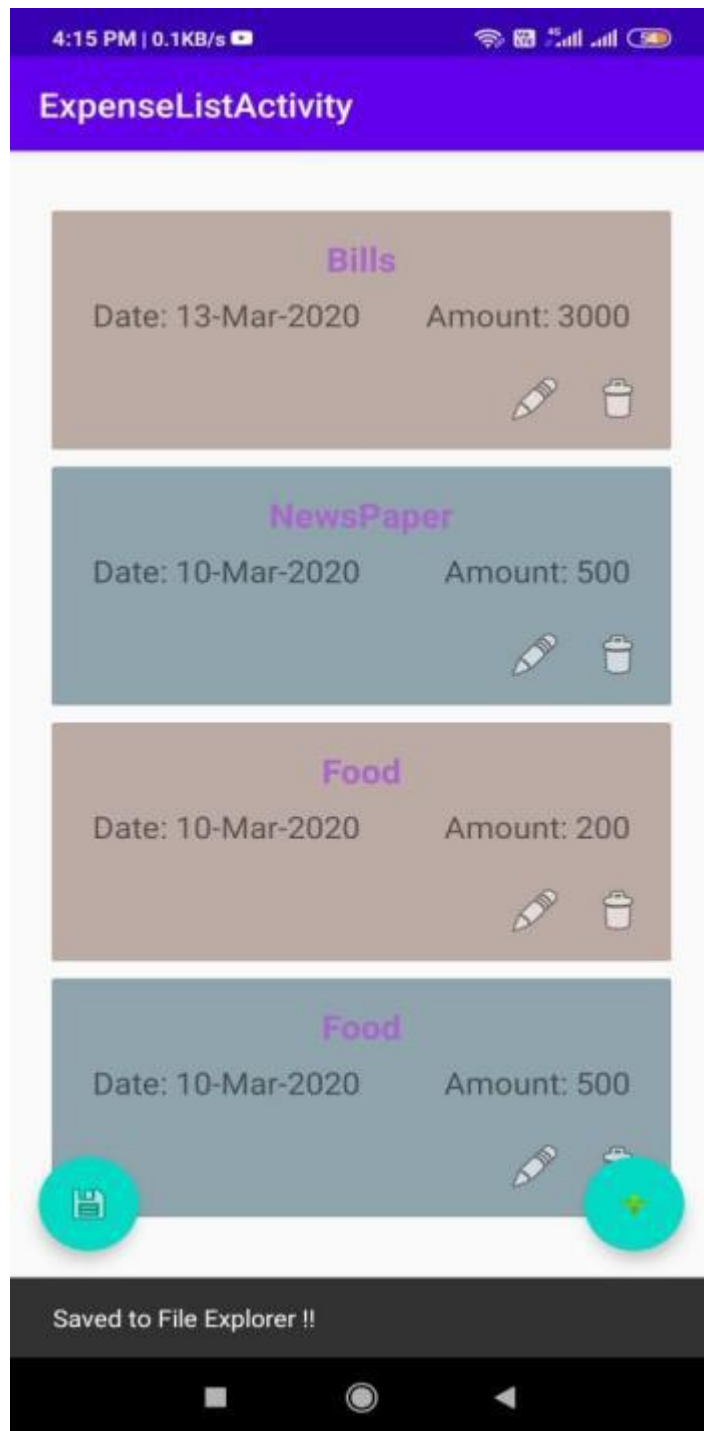 4:15 PM | 0.1KB/s
54
ExpenseListActivity
Bills
Date: 13-Mar-2020 Amount: 3000
NewsPaper
Date: 10-Mar-2020 Amount: 500
Food
Date: 10-Mar-2020 Amount: 200
Food
Date: 10-Mar-2020 Amount: 500
Saved to File Explorer !!